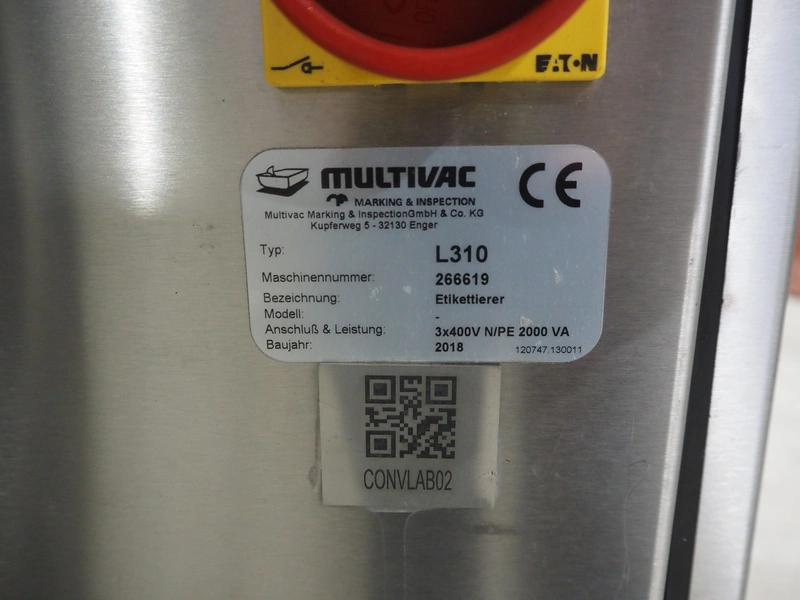 EATON
MULTIVAC
MARKING & INSPECTION
Multivac Marking & InspectionGmbH & Co. KG
Kupferweg 5 - 32130 Enger
CE
Typ: L310
Maschinennummer: 266619
Bezeichnung: Etikettierer
Modell: -
Anschluß & Leistung: 3x400V N/PE 2000 VA
Baujahr: 2018
120747.130011
CONVLAB02